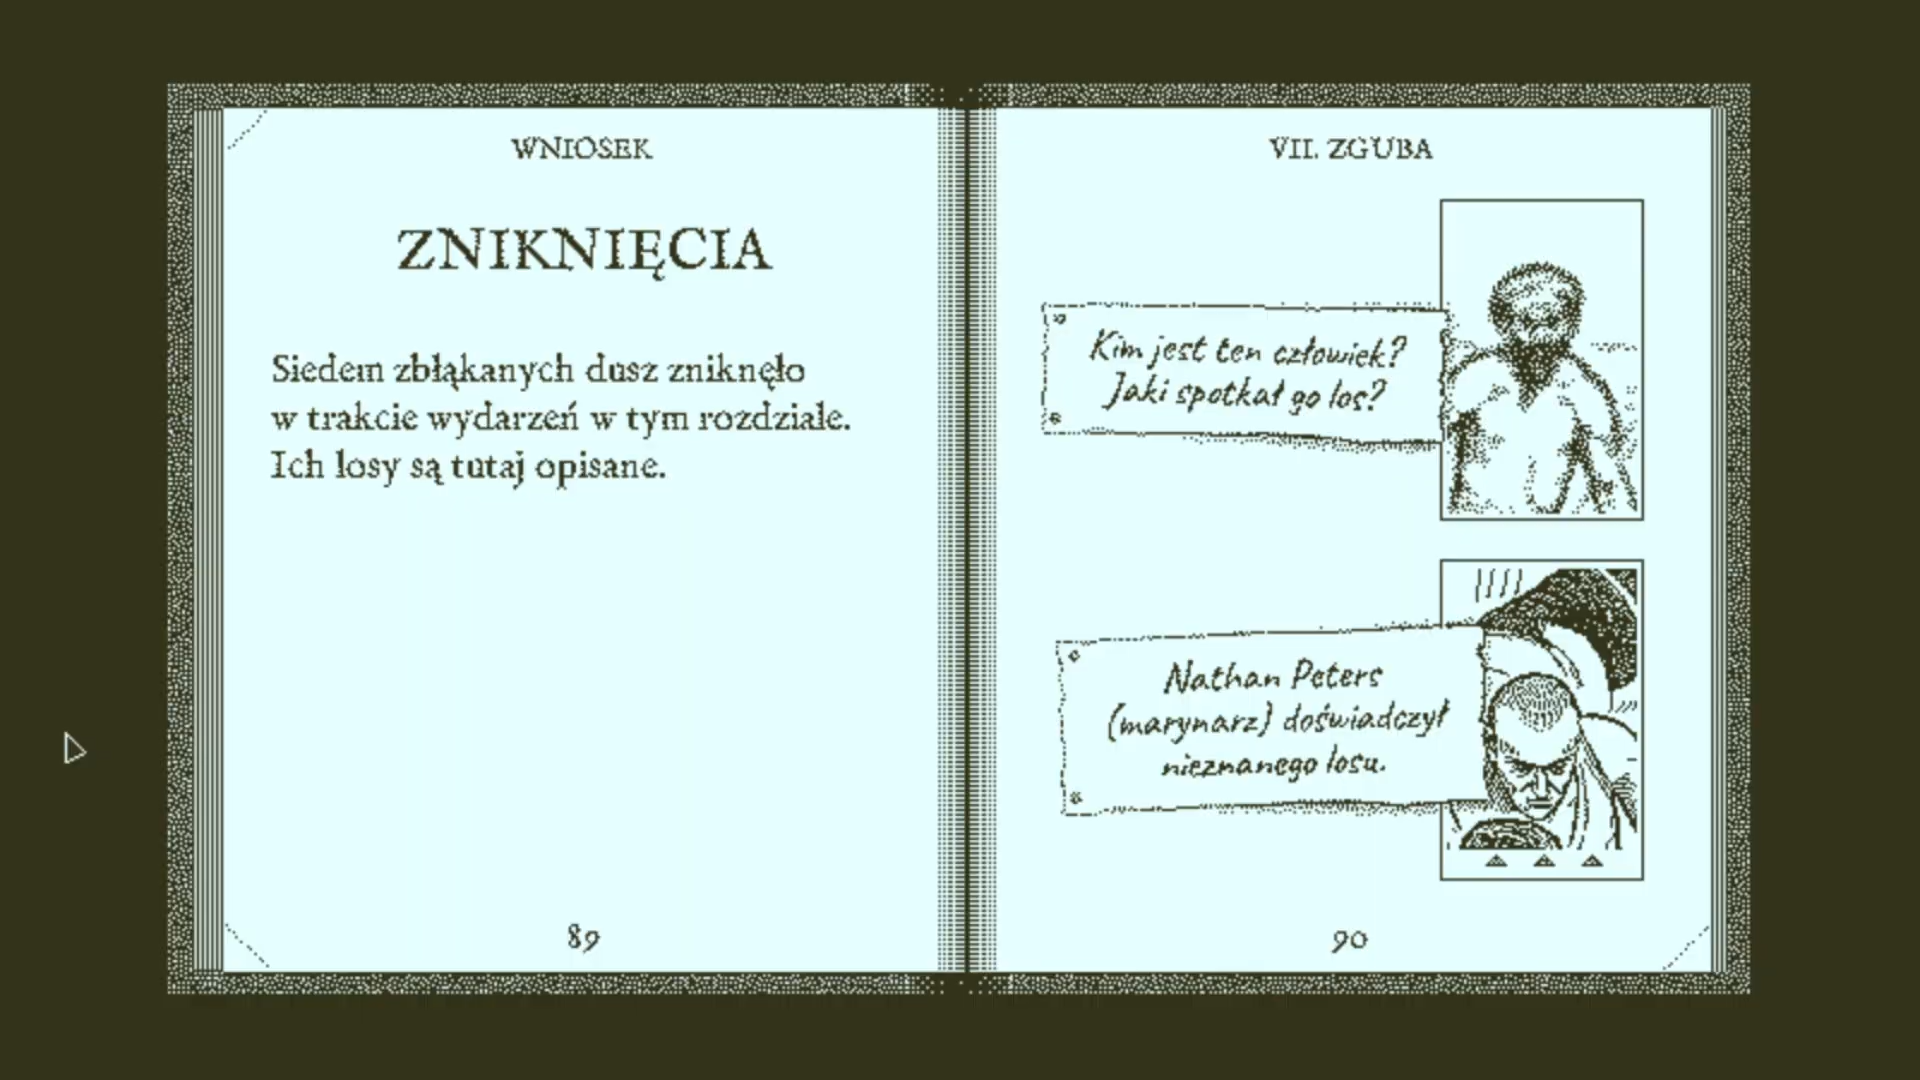 WNIOSEK
ZNIKNIĘCIA
Siedem zbłąkanych dusz zniknęło
w trakcie wydarzeń w tym rozdziale.
Ich losy są tutaj opisane.
89
VII. ZGUBA
Kim jest ten człowiek?
Jaki spotkał go los?
Nathan Peters
(marynarz) doświadczył
nieznanego losu.
90